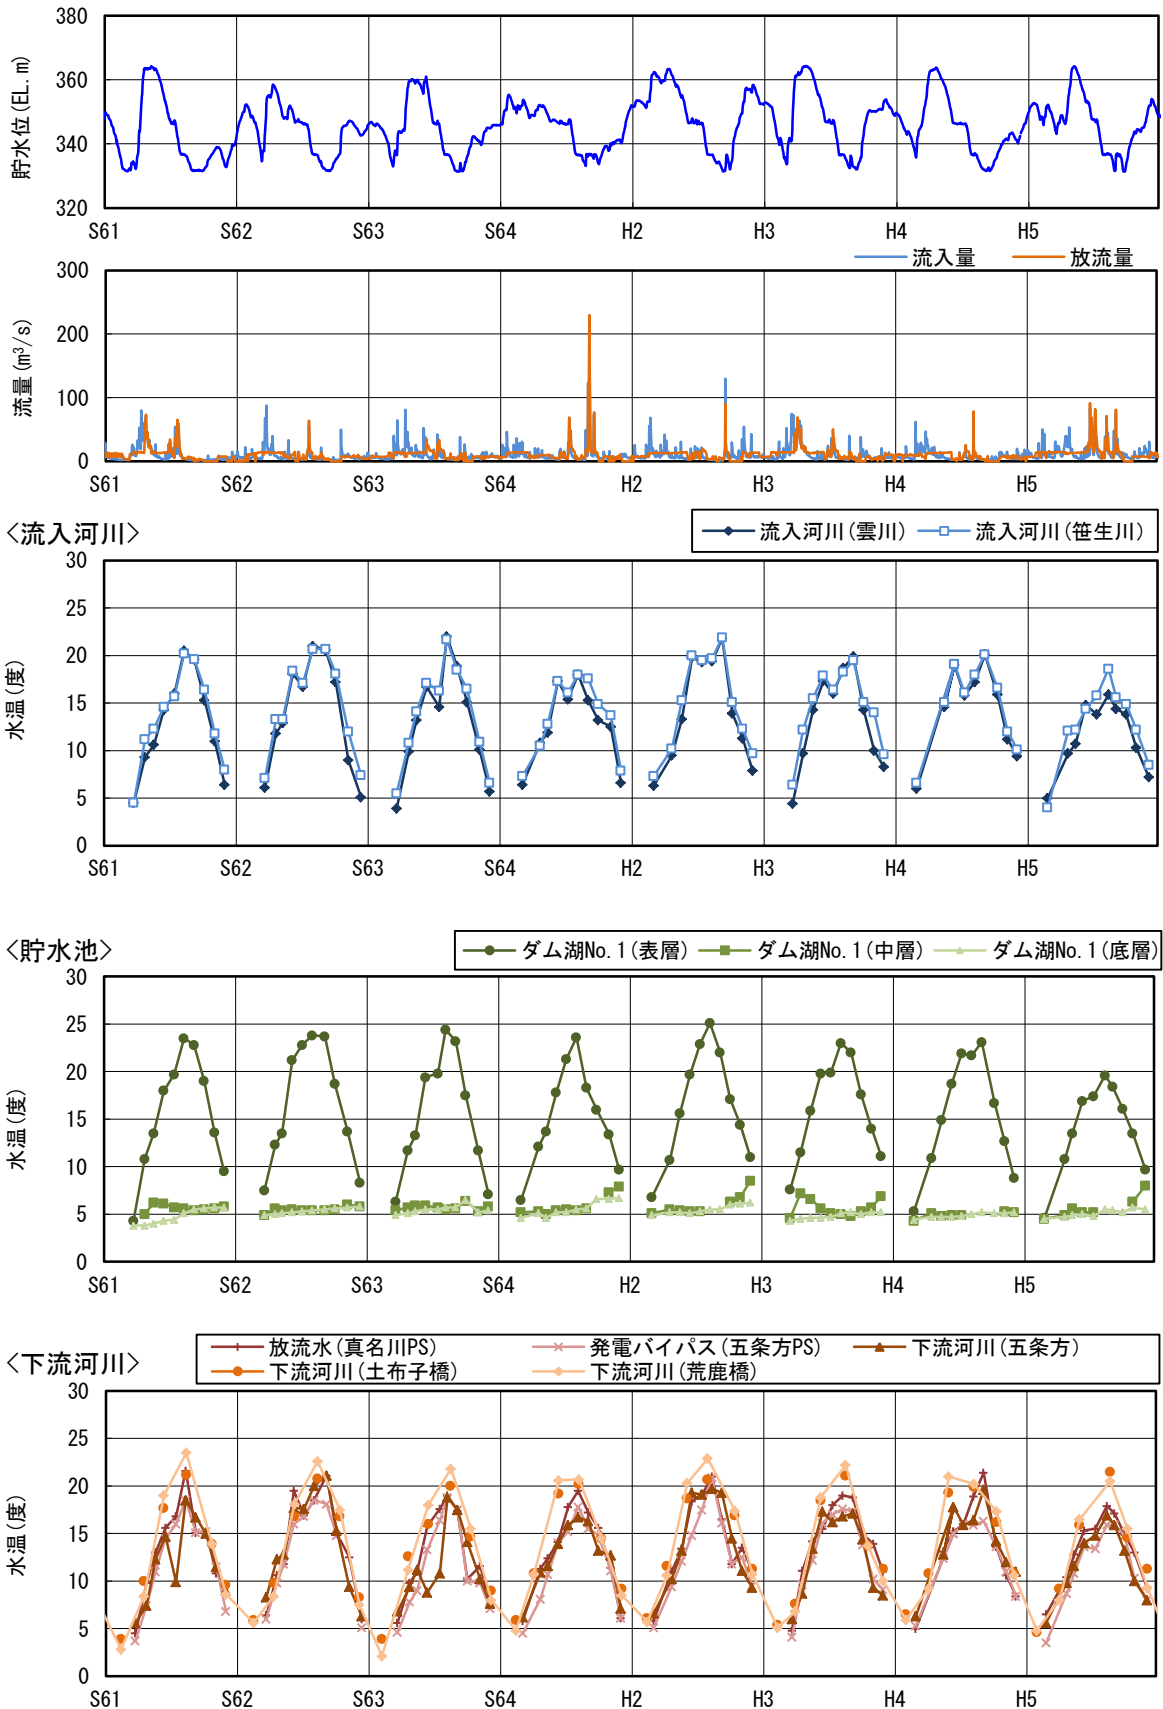 380
360
340
320
貯水位(EL.m)
S61 S62 S63 S64 H2 H3 H4 H5
流入量 放流量
300
200
100
0
流量(m³/s)
S61 S62 S63 S64 H2 H3 H4 H5
<流入河川>
流入河川(雲川) 流入河川(笹生川)
30
25
20
15
10
5
0
水温(度)
S61 S62 S63 S64 H2 H3 H4 H5
<貯水池>
ダム湖No.1(表層) ダム湖No.1(中層) ダム湖No.1(底層)
30
25
20
15
10
5
0
水温(度)
S61 S62 S63 S64 H2 H3 H4 H5
<下流河川>
放流水(真名川PS) 発電バイパス(五条方PS) 下流河川(五条方)
下流河川(土布子橋) 下流河川(荒鹿橋)
30
25
20
15
10
5
0
水温(度)
S61 S62 S63 S64 H2 H3 H4 H5